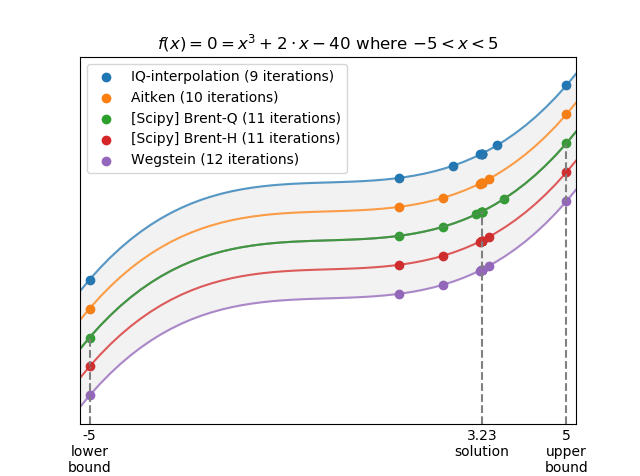 f(x) = 0 = x³ + 2 · x − 40 where −5 < x < 5
IQ-interpolation (9 iterations)
Aitken (10 iterations)
[Scipy] Brent-Q (11 iterations)
[Scipy] Brent-H (11 iterations)
Wegstein (12 iterations)
-5
lower
bound
3.23
solution
5
upper
bound